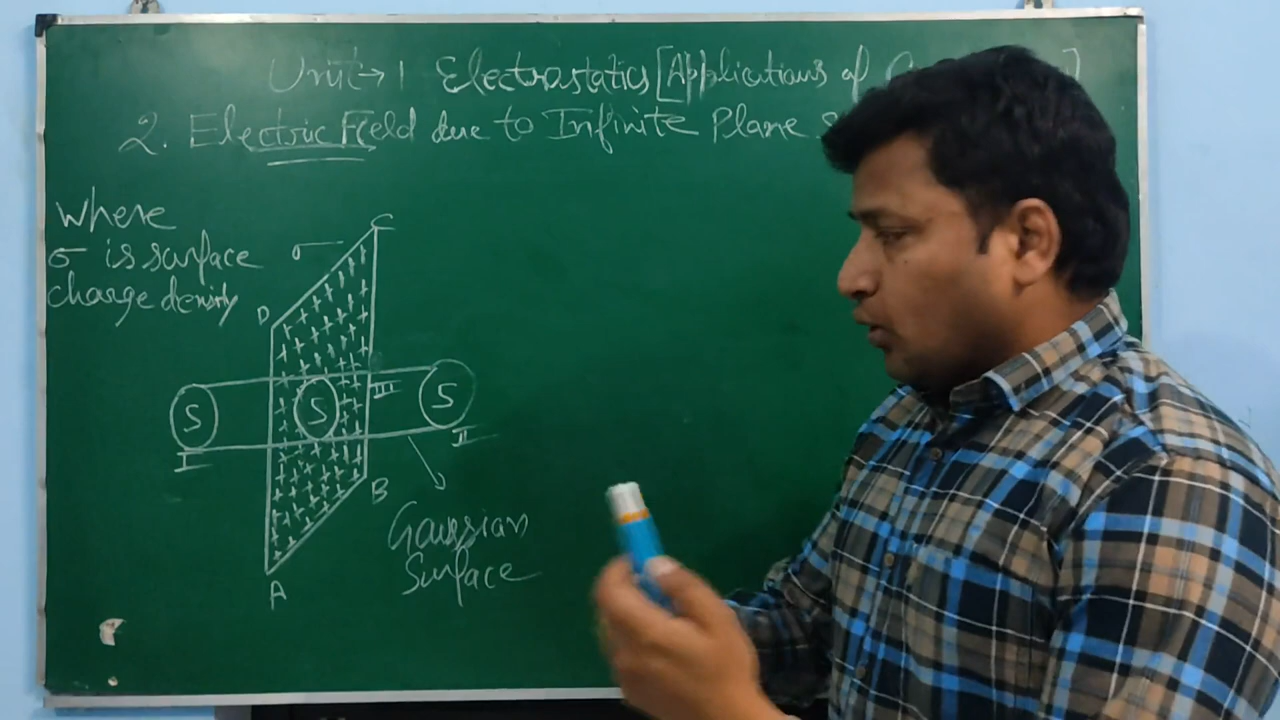 Unit → 1 Electrostatics [Applications of ]
2. Electric Field due to Infinite Plane
Where
σ is surface
charge density
σ
C
D
S
S
S
III
I
II
B
A
Gaussian
Surface